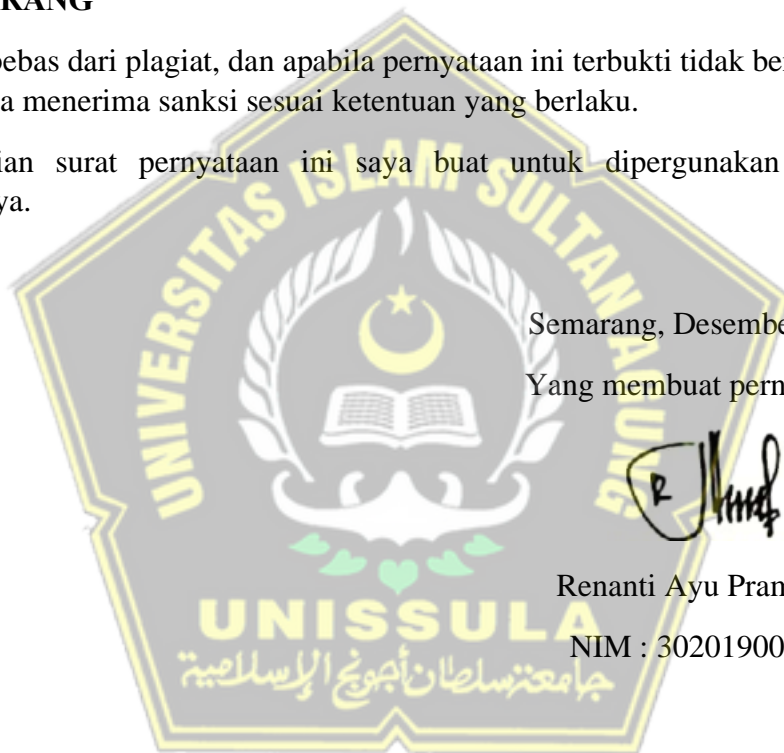 RANG
bebas dari plagiat, dan apabila pernyataan ini terbukti tidak be
a menerima sanksi sesuai ketentuan yang berlaku.
ian surat pernyataan ini saya buat untuk dipergunakan
ya.
Semarang, Desembe
Yang membuat pern
R
Renanti Ayu Pran
NIM : 30201900
UNIVERSITAS ISLAM SULTAN AGUNG
UNISSULA
جامعة سلطان أجونج الإسلامية